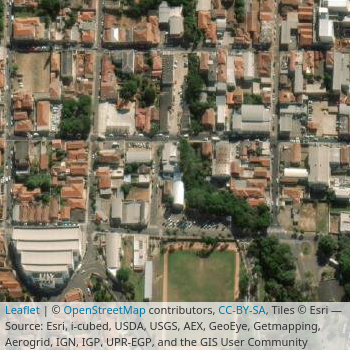 Leaflet | © OpenStreetMap contributors, CC-BY-SA, Tiles © Esri —
Source: Esri, i-cubed, USDA, USGS, AEX, GeoEye, Getmapping,
Aerogrid, IGN, IGP, UPR-EGP, and the GIS User Community